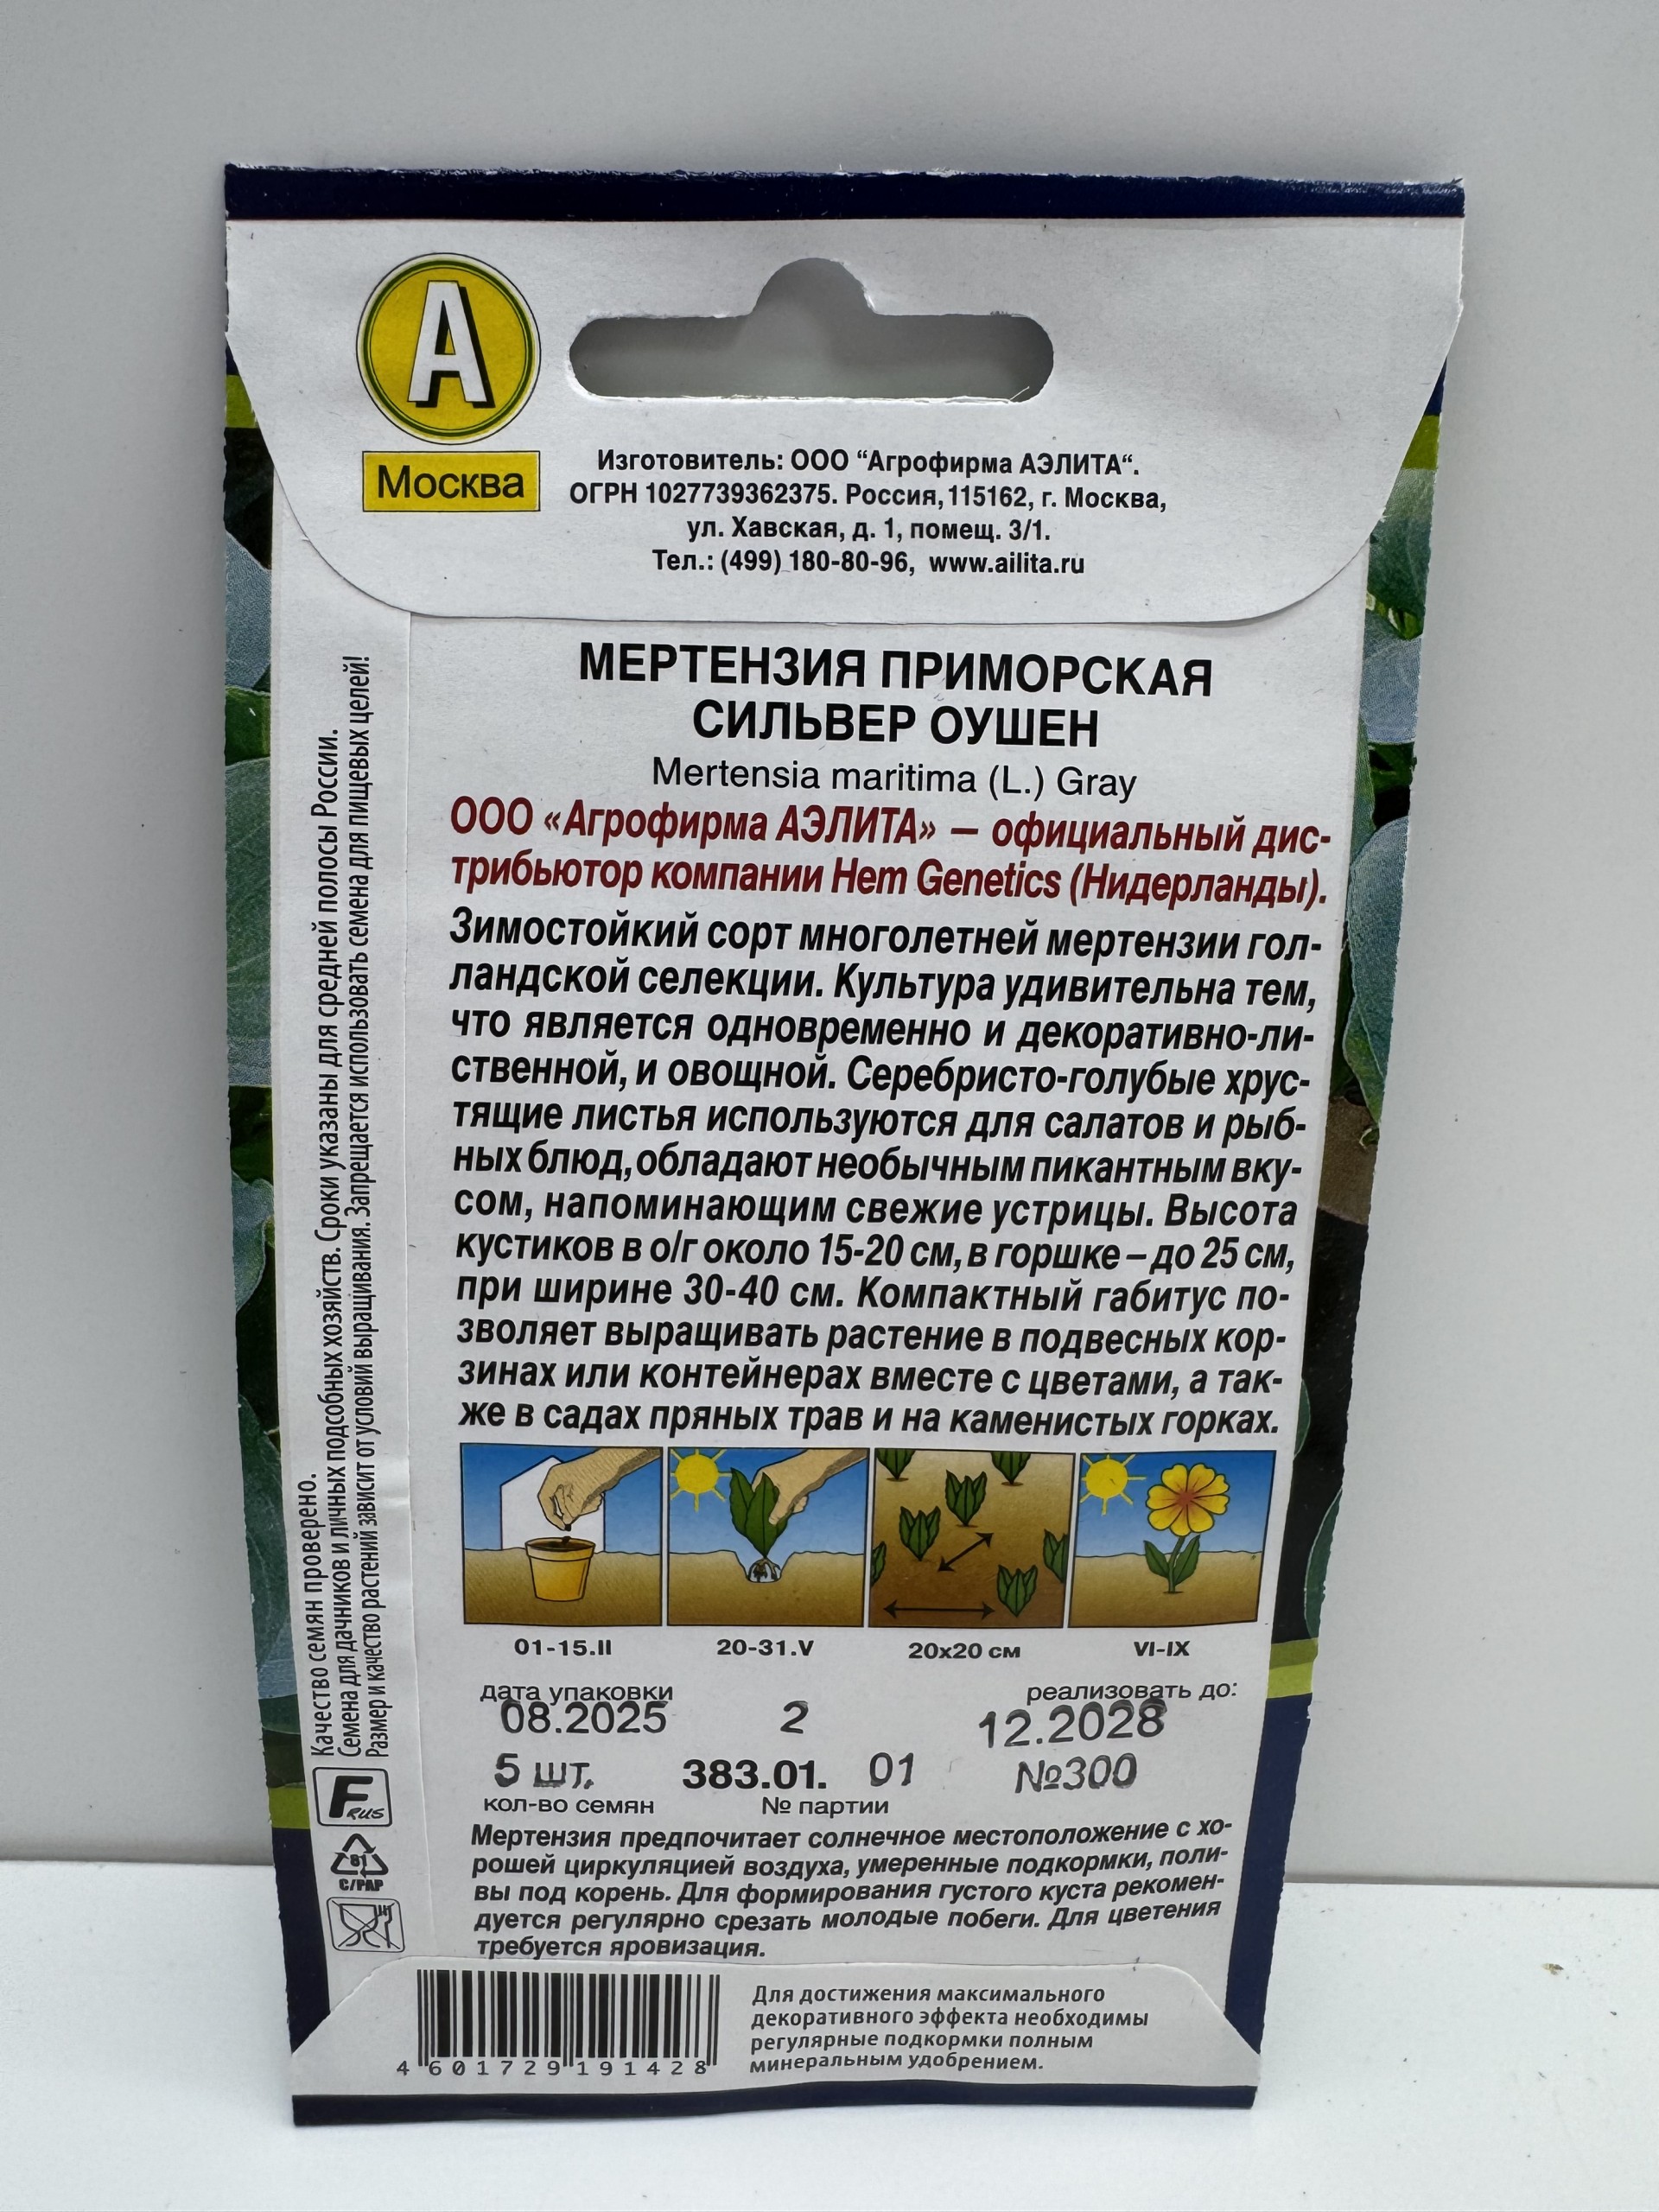 А
Москва
Изготовитель: ООО “Агрофирма АЭЛИТА“.
ОГРН 1027739362375. Россия, 115162, г. Москва,
ул. Хавская, д. 1, помещ. 3/1.
Тел.: (499) 180-80-96, www.ailita.ru
МЕРТЕНЗИЯ ПРИМОРСКАЯ
СИЛЬВЕР ОУШЕН
Mertensia maritima (L.) Gray
ООО «Агрофирма АЭЛИТА» — официальный дис-
трибьютор компании Hem Genetics (Нидерланды).
Зимостойкий сорт многолетней мертензии гол-
ландской селекции. Культура удивительна тем,
что является одновременно и декоративно-ли-
ственной, и овощной. Серебристо-голубые хрус-
тящие листья используются для салатов и рыб-
ных блюд, обладают необычным пикантным вку-
сом, напоминающим свежие устрицы. Высота
кустиков в о/г около 15-20 см, в горшке – до 25 см,
при ширине 30-40 см. Компактный габитус по-
зволяет выращивать растение в подвесных кор-
зинах или контейнерах вместе с цветами, а так-
же в садах пряных трав и на каменистых горках.
01-15.II 20-31.V 20х20 см VI-IX
дата упаковки реализовать до:
08.2025 2 12.2028
5 шт. 383.01. 01 №300
кол-во семян № партии
Мертензия предпочитает солнечное местоположение с хо-
рошей циркуляцией воздуха, умеренные подкормки, поли-
вы под корень. Для формирования густого куста рекомен-
дуется регулярно срезать молодые побеги. Для цветения
требуется яровизация.
Качество семян проверено.
Семена для дачников и личных подсобных хозяйств. Сроки указаны для средней полосы России.
Размер и качество растений зависит от условий выращивания. Запрещается использовать семена для пищевых целей!
F RUS
81
C/PAP
4 601729 191428
Для достижения максимального
декоративного эффекта необходимы
регулярные подкормки полным
минеральным удобрением.